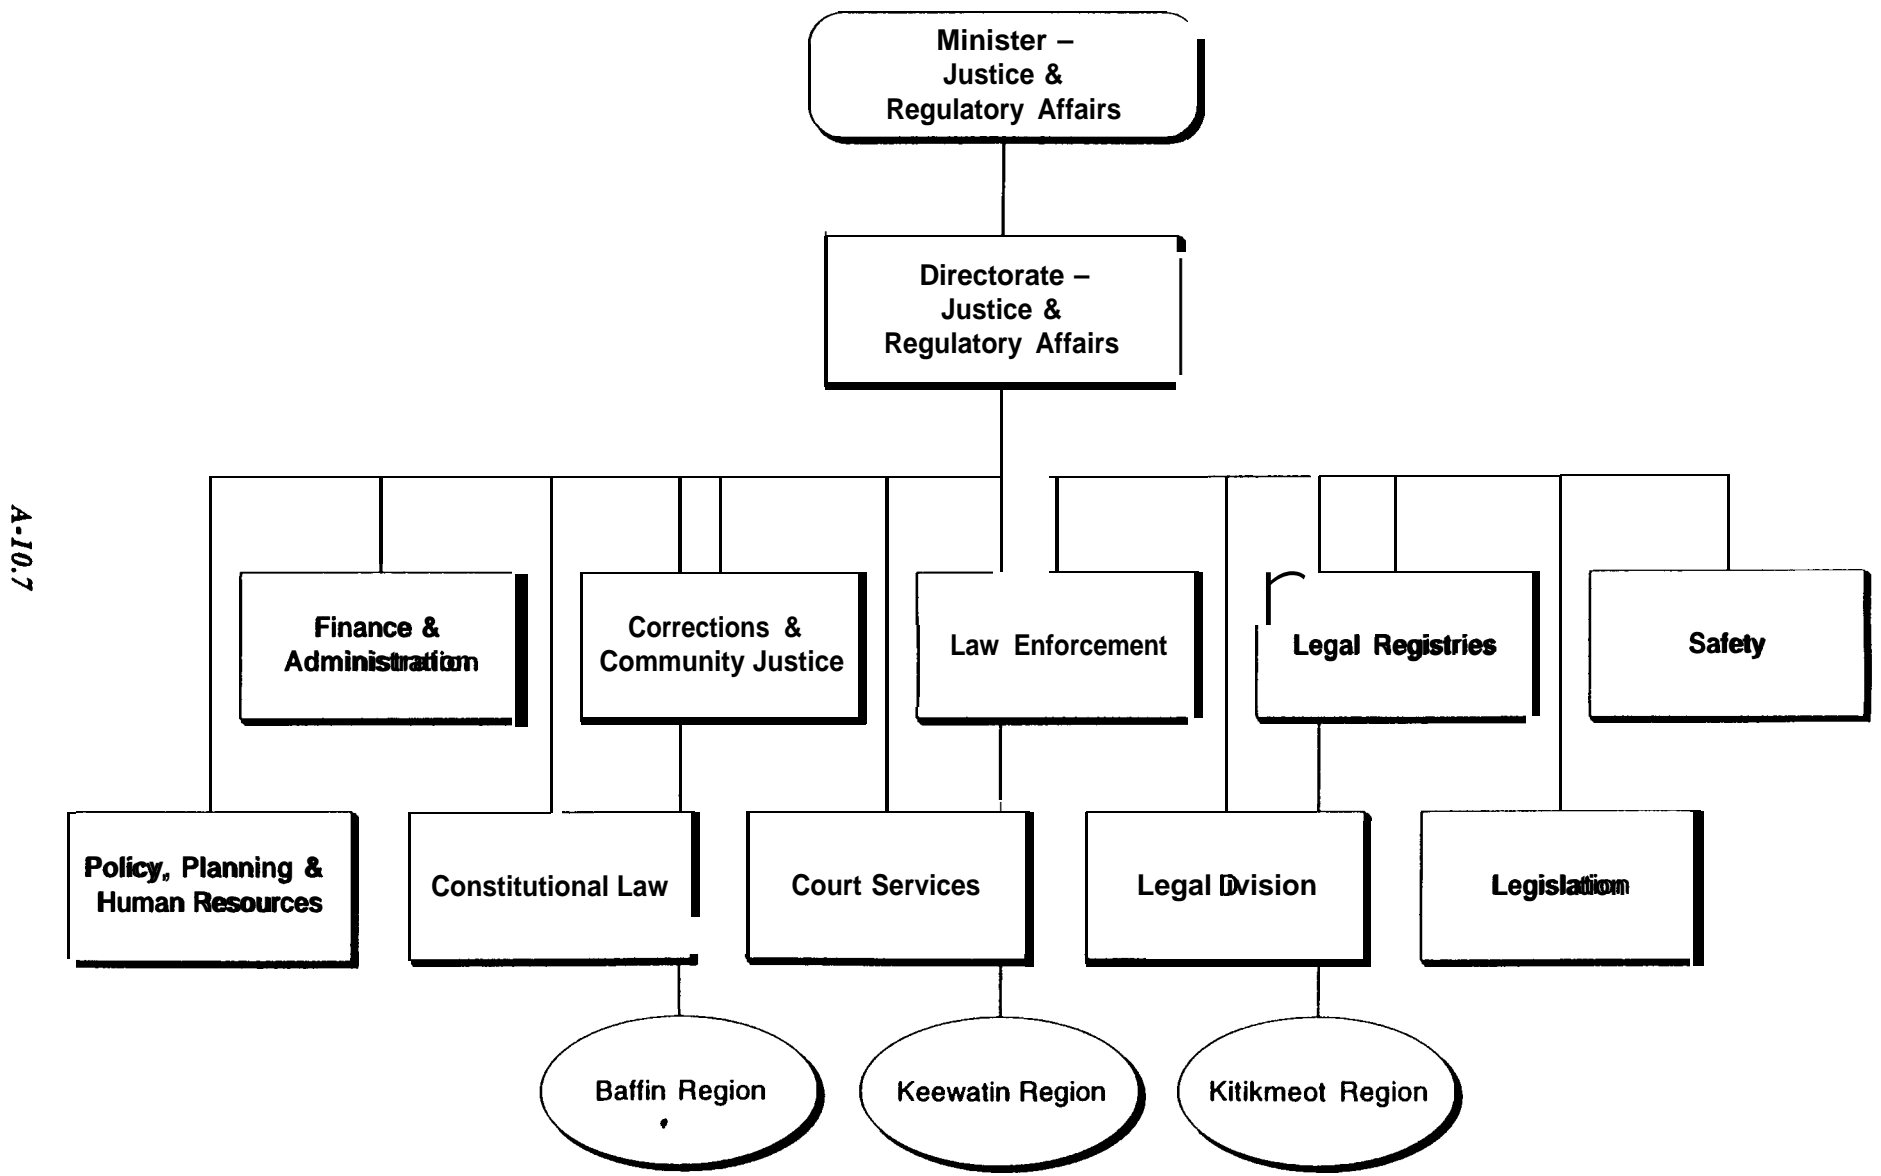 Minister –
Justice &
Regulatory Affairs
Directorate –
Justice &
Regulatory Affairs
A-10.7
Finance &
Administration
Corrections &
Community Justice
Law Enforcement
Legal Registries
Safety
Policy, Planning &
Human Resources
Constitutional Law
Court Services
Legal Division
Legislation
Baffin Region
Keewatin Region
Kitikmeot Region